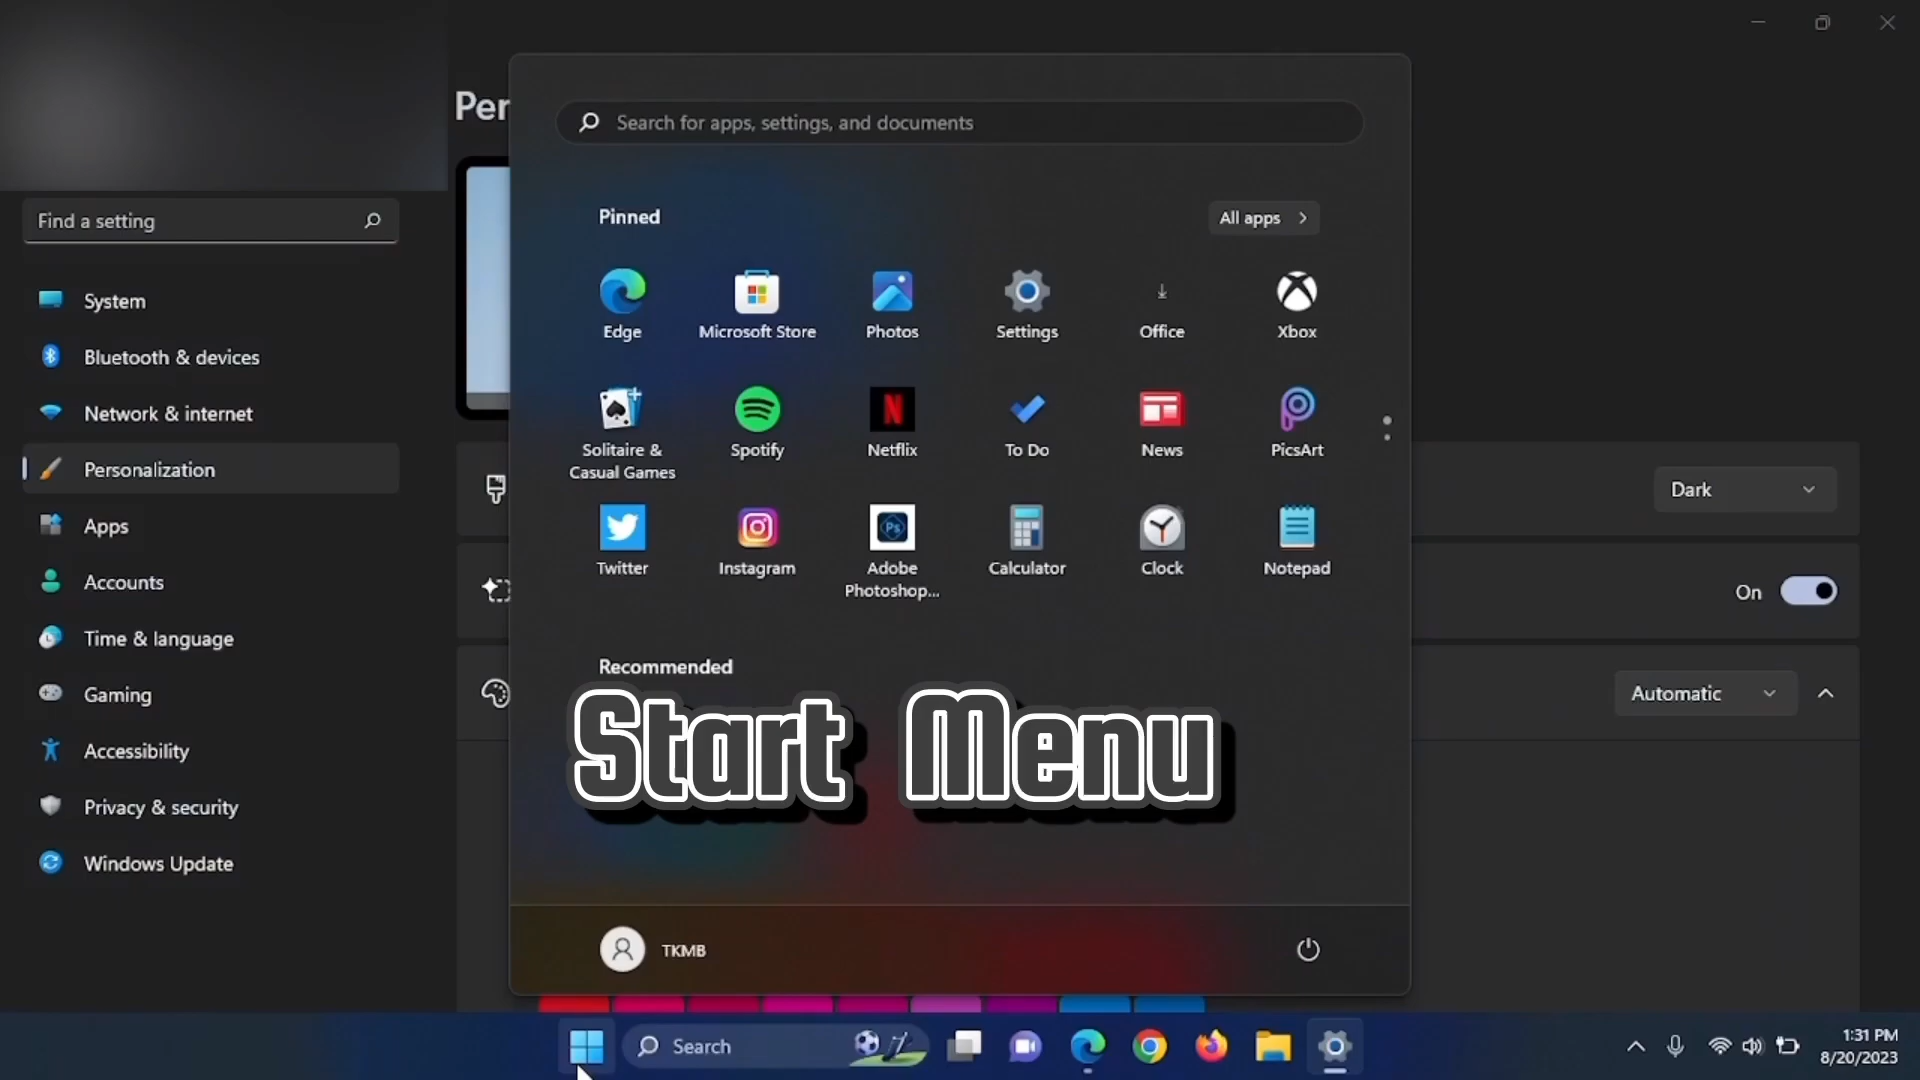 Per
Find a setting
System
Bluetooth & devices
Network & internet
Personalization
Apps
Accounts
Time & language
Gaming
Accessibility
Privacy & security
Windows Update
Search for apps, settings, and documents
Pinned
All apps
Edge
Microsoft Store
Photos
Settings
Office
Xbox
Solitaire &
Casual Games
Spotify
Netflix
To Do
News
PicsArt
Twitter
Instagram
Ps
Adobe
Photoshop...
Calculator
Clock
Notepad
Recommended
Start Menu
TKMB
Dark
On
Automatic
Search
1:31 PM
8/20/2023